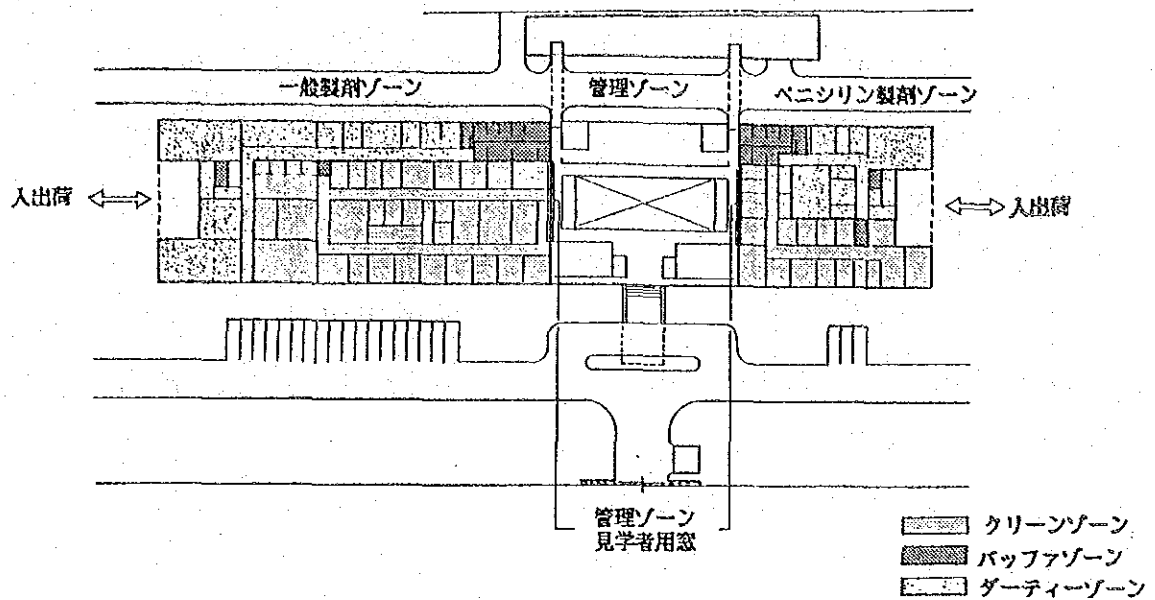 一般製剤ゾーン
管理ゾーン
ペニシリン製剤ゾーン
入出荷
入出荷
管理ゾーン
見学者用窓
クリーンゾーン
バッファゾーン
ダーティーゾーン